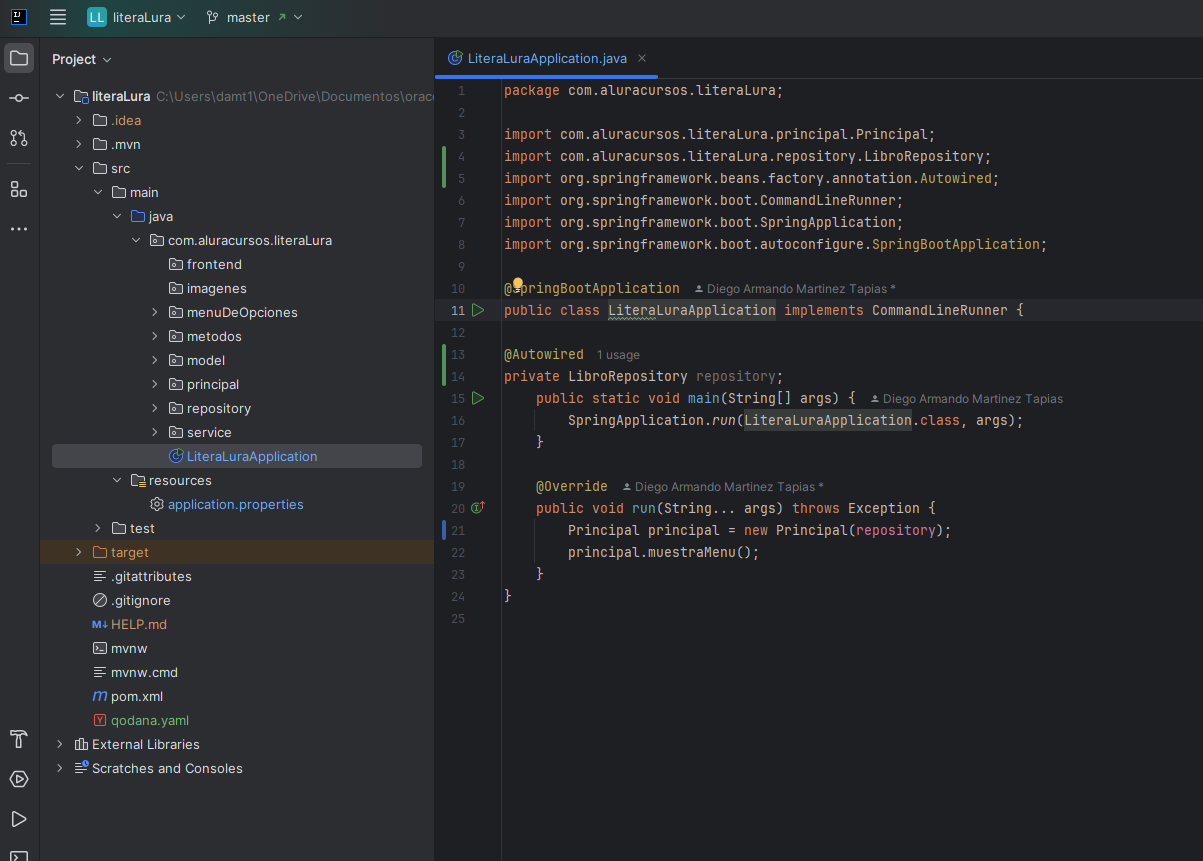 LL literaLura master
Project
literaLura C:\Users\damt1\OneDrive\Documentos\orac
.idea
.mvn
src
main
java
com.aluracursos.literaLura
frontend
imagenes
menuDeOpciones
metodos
model
principal
repository
service
LiteraLuraApplication
resources
application.properties
test
target
.gitattributes
.gitignore
M↓ HELP.md
mvnw
mvnw.cmd
m pom.xml
Y qodana.yaml
External Libraries
Scratches and Consoles
LiteraLuraApplication.java
1 package com.aluracursos.literaLura;
2
3 import com.aluracursos.literaLura.principal.Principal;
4 import com.aluracursos.literaLura.repository.LibroRepository;
5 import org.springframework.beans.factory.annotation.Autowired;
6 import org.springframework.boot.CommandLineRunner;
7 import org.springframework.boot.SpringApplication;
8 import org.springframework.boot.autoconfigure.SpringBootApplication;
9
10 @SpringBootApplication Diego Armando Martinez Tapias *
11 public class LiteraLuraApplication implements CommandLineRunner {
12
13 @Autowired 1 usage
14 private LibroRepository repository;
15 public static void main(String[] args) { Diego Armando Martinez Tapias
16 SpringApplication.run(LiteraLuraApplication.class, args);
17 }
18
19 @Override Diego Armando Martinez Tapias *
20 public void run(String... args) throws Exception {
21 Principal principal = new Principal(repository);
22 principal.muestraMenu();
23 }
24 }
25